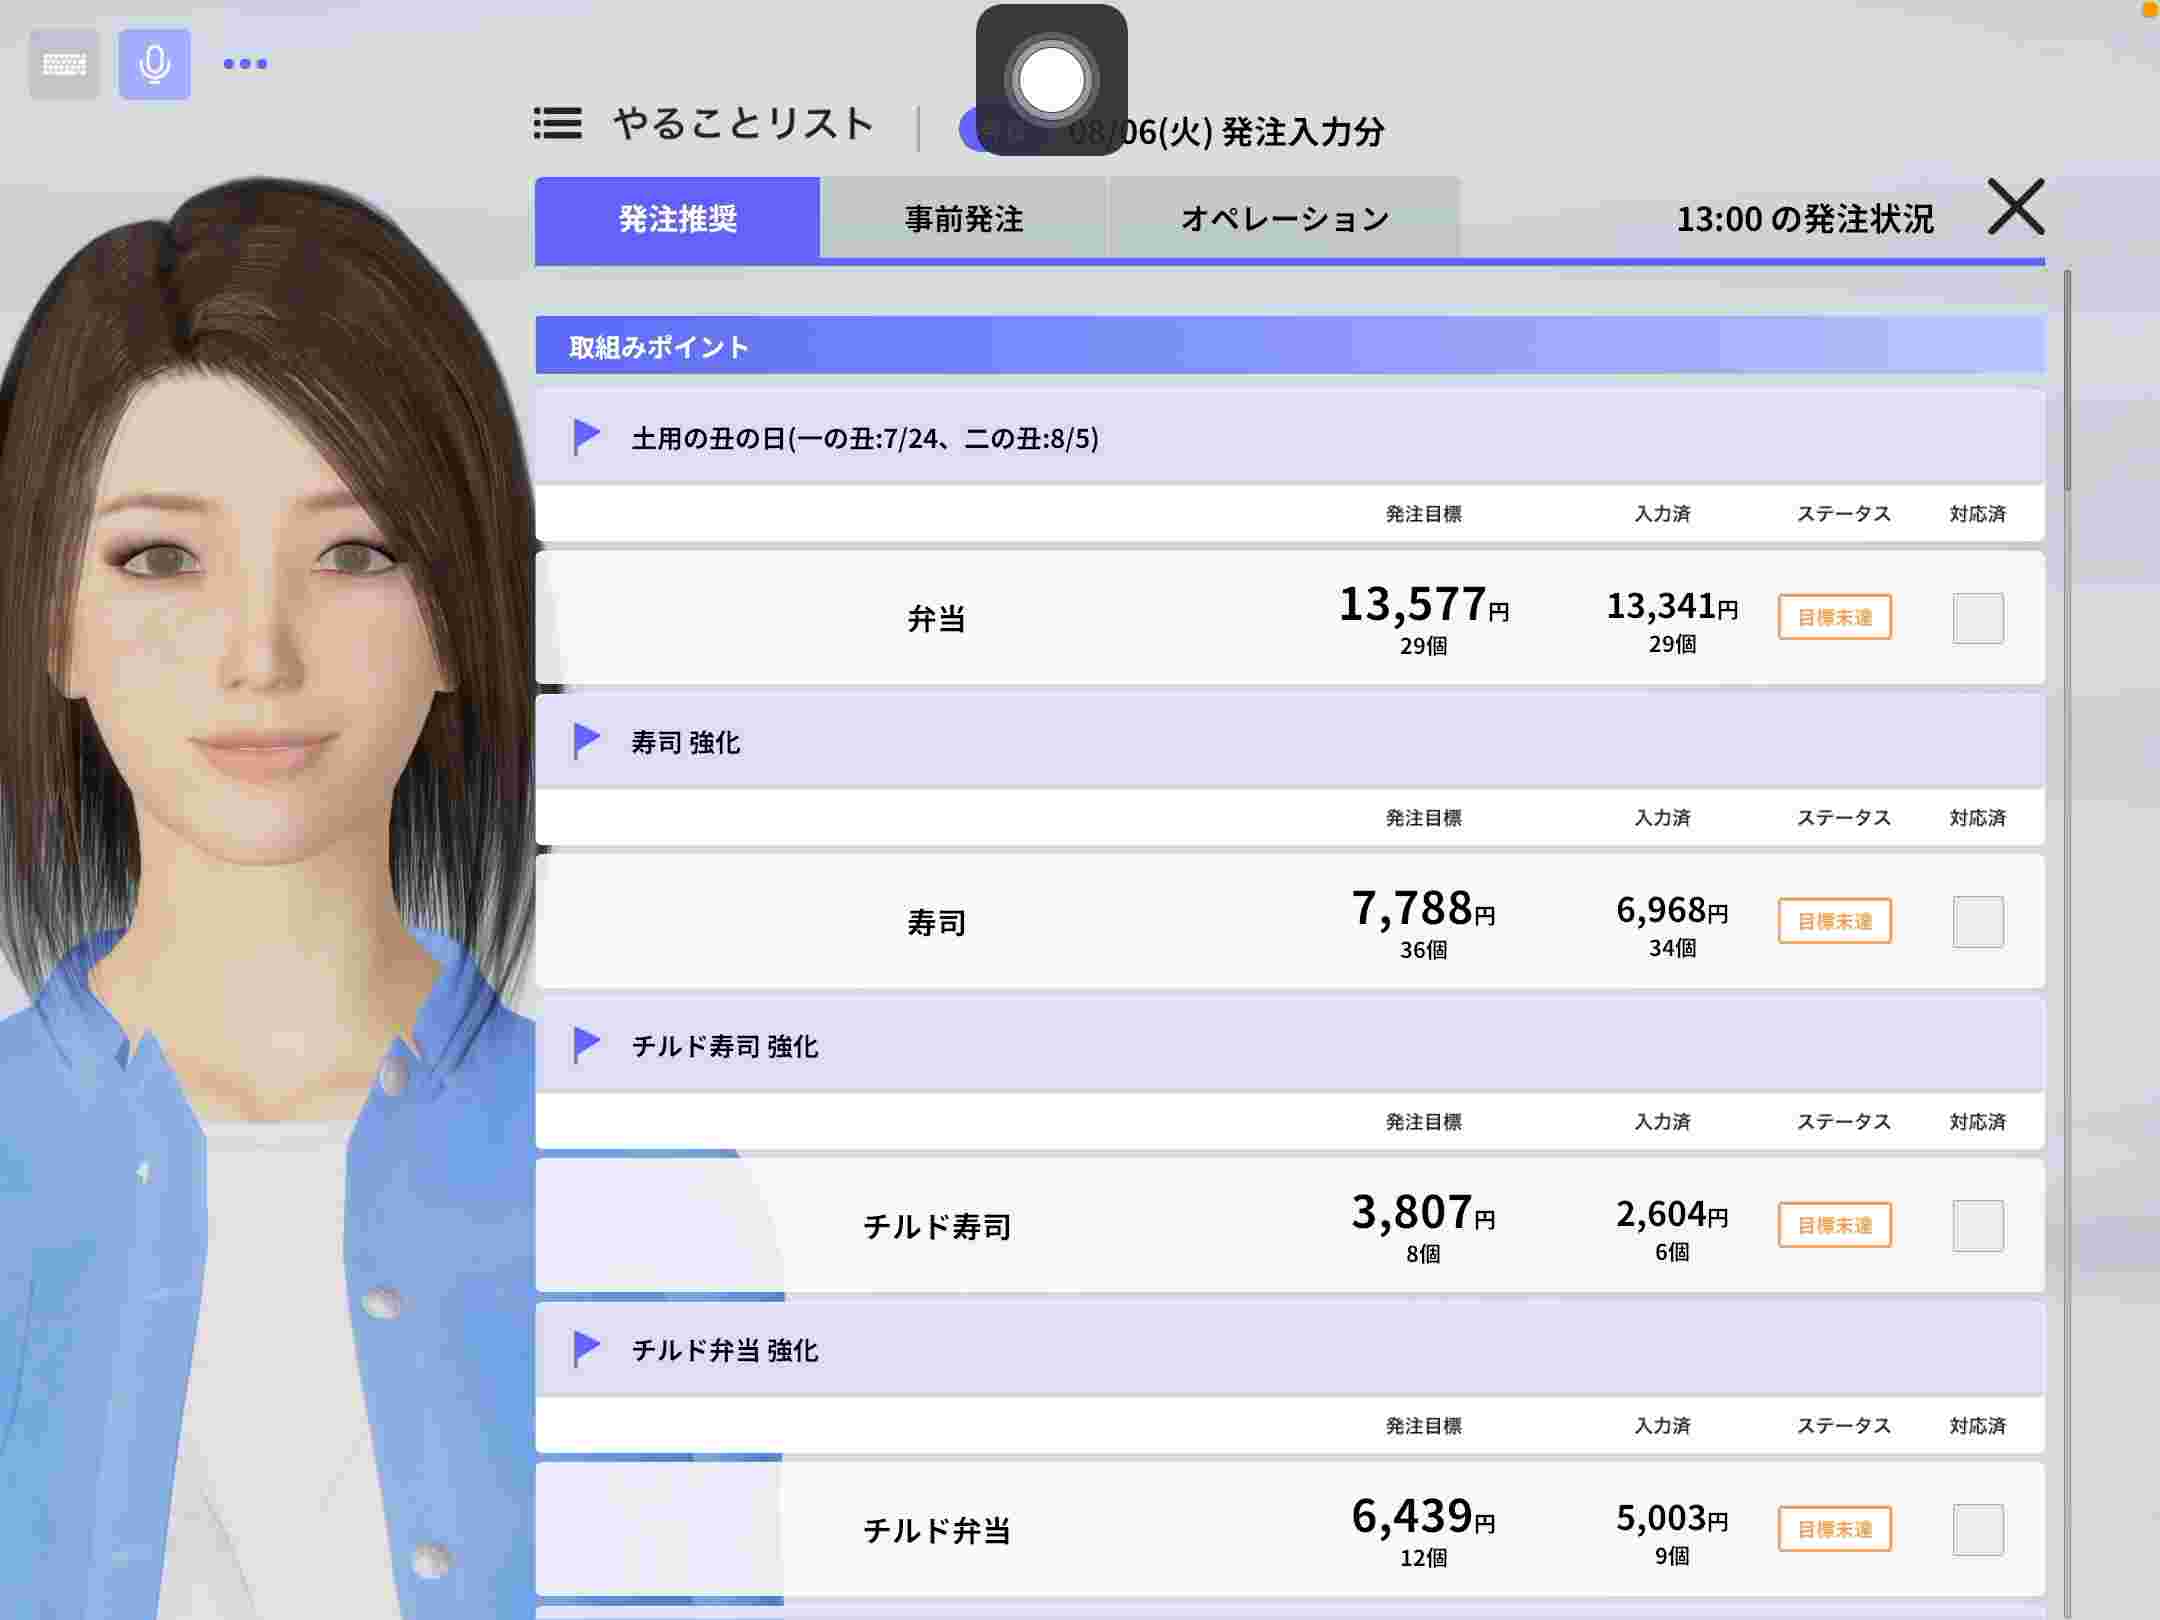 やることリスト
08/06(火) 発注入力分
発注推奨
事前発注
オペレーション
13:00 の発注状況
取組みポイント
土用の丑の日(一の丑:7/24、二の丑:8/5)
発注目標 入力済 ステータス 対応済
弁当 13,577円 13,341円 目標未達
29個 29個
寿司 強化
発注目標 入力済 ステータス 対応済
寿司 7,788円 6,968円 目標未達
36個 34個
チルド寿司 強化
発注目標 入力済 ステータス 対応済
チルド寿司 3,807円 2,604円 目標未達
8個 6個
チルド弁当 強化
発注目標 入力済 ステータス 対応済
チルド弁当 6,439円 5,003円 目標未達
12個 9個